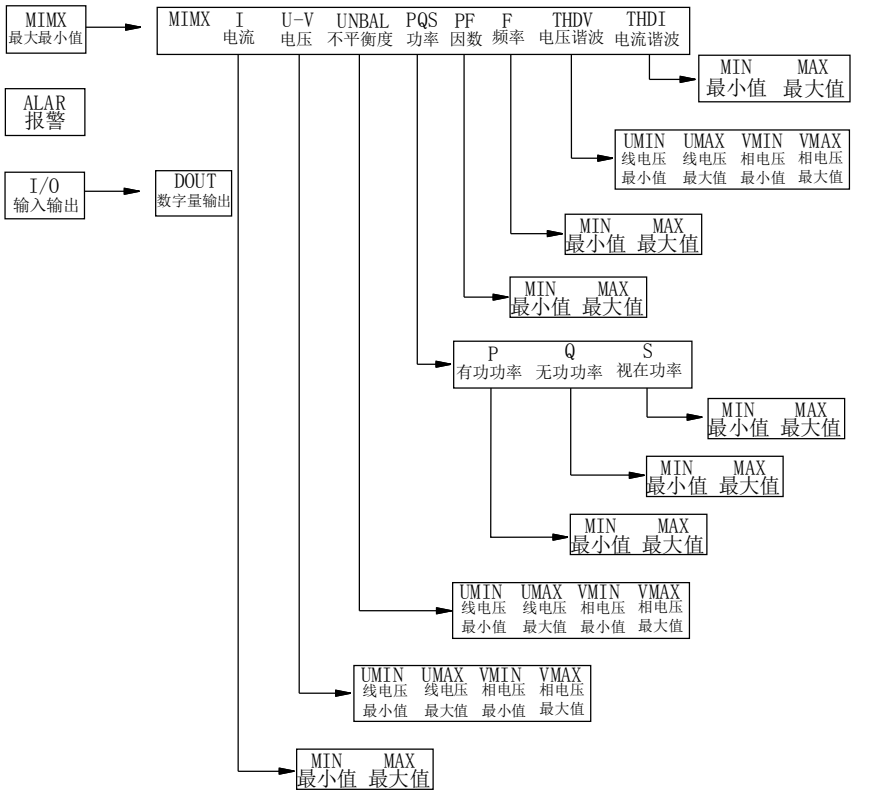 MIMX
最大最小值
MIMX I U-V UNBAL PQS PF F THDV THDI
电流 电压 不平衡度 功率 因数 频率 电压谐波 电流谐波
MIN MAX
最小值 最大值
ALAR
报警
UMIN UMAX VMIN VMAX
线电压 线电压 相电压 相电压
最小值 最大值 最小值 最大值
I/O
输入输出
DOUT
数字量输出
MIN MAX
最小值 最大值
MIN MAX
最小值 最大值
P Q S
有功功率 无功功率 视在功率
MIN MAX
最小值 最大值
MIN MAX
最小值 最大值
MIN MAX
最小值 最大值
UMIN UMAX VMIN VMAX
线电压 线电压 相电压 相电压
最小值 最大值 最小值 最大值
UMIN UMAX VMIN VMAX
线电压 线电压 相电压 相电压
最小值 最大值 最小值 最大值
MIN MAX
最小值 最大值